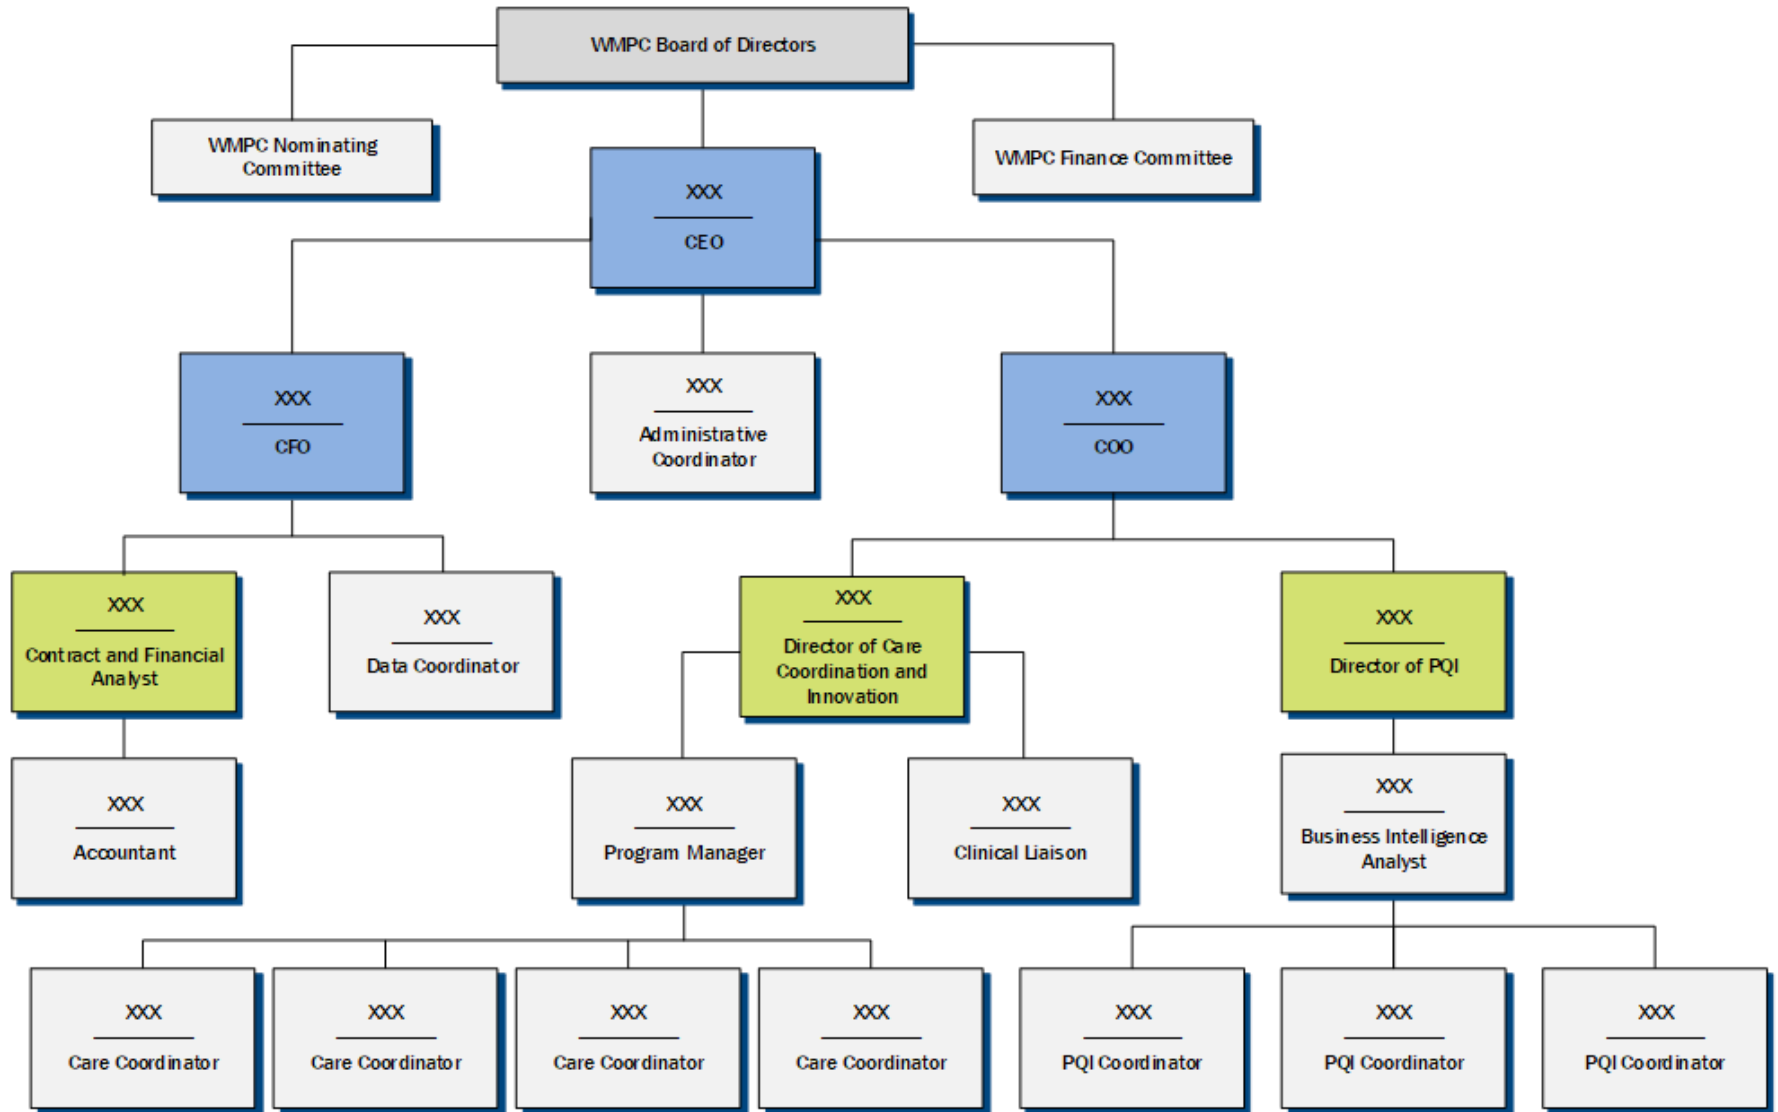 WMPC Board of Directors
WMPC Nominating
Committee
WMPC Finance Committee
XXX
CEO
XXX
CFO
XXX
Administrative
Coordinator
XXX
COO
XXX
Contract and Financial
Analyst
XXX
Data Coordinator
XXX
Director of Care
Coordination and
Innovation
XXX
Director of PQI
XXX
Accountant
XXX
Program Manager
XXX
Clinical Liaison
XXX
Business Intelligence
Analyst
XXX
Care Coordinator
XXX
Care Coordinator
XXX
Care Coordinator
XXX
Care Coordinator
XXX
PQI Coordinator
XXX
PQI Coordinator
XXX
PQI Coordinator